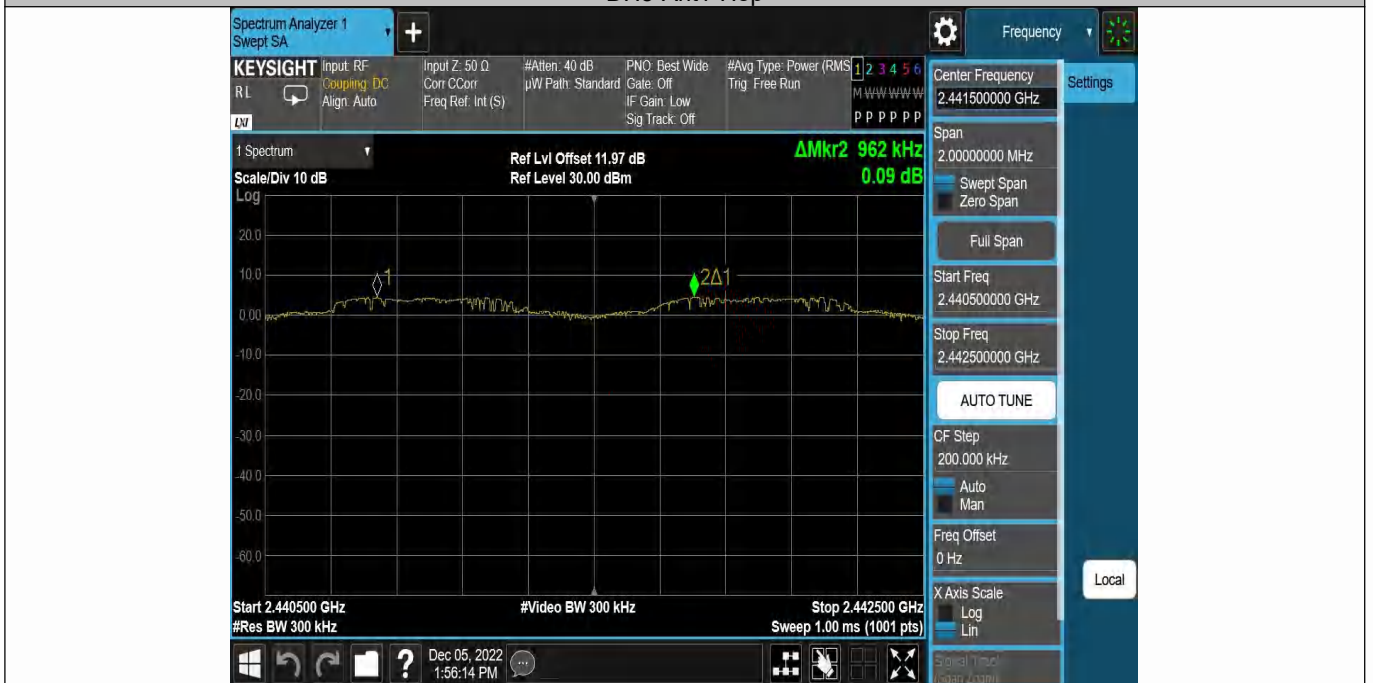 Spectrum Analyzer 1
Swept SA
+
Frequency
KEYSIGHT
RL
LXI
Input: RF
Coupling: DC
Align: Auto
Input Z: 50 Ω
Corr CCorr
Freq Ref: Int (S)
#Atten: 40 dB
µW Path: Standard
PNO: Best Wide
Gate: Off
IF Gain: Low
Sig Track: Off
#Avg Type: Power (RMS
Trig: Free Run
1 2 3 4 5 6
M W W W W W
P P P P P P
Center Frequency
2.441500000 GHz
Settings
Span
2.00000000 MHz
Swept Span
Zero Span
Full Span
Start Freq
2.440500000 GHz
Stop Freq
2.442500000 GHz
AUTO TUNE
CF Step
200.000 kHz
Auto
Man
Freq Offset
0 Hz
X Axis Scale
Log
Lin
Local
1 Spectrum
Scale/Div 10 dB
Log
Ref Lvl Offset 11.97 dB
Ref Level 30.00 dBm
ΔMkr2 962 kHz
0.09 dB
20.0
10.0
0.00
-10.0
-20.0
-30.0
-40.0
-50.0
-60.0
1
2Δ1
Start 2.440500 GHz
#Res BW 300 kHz
#Video BW 300 kHz
Stop 2.442500 GHz
Sweep 1.00 ms (1001 pts)
?
Dec 05, 2022
1:56:14 PM
Signal Track
(Span Zoom)